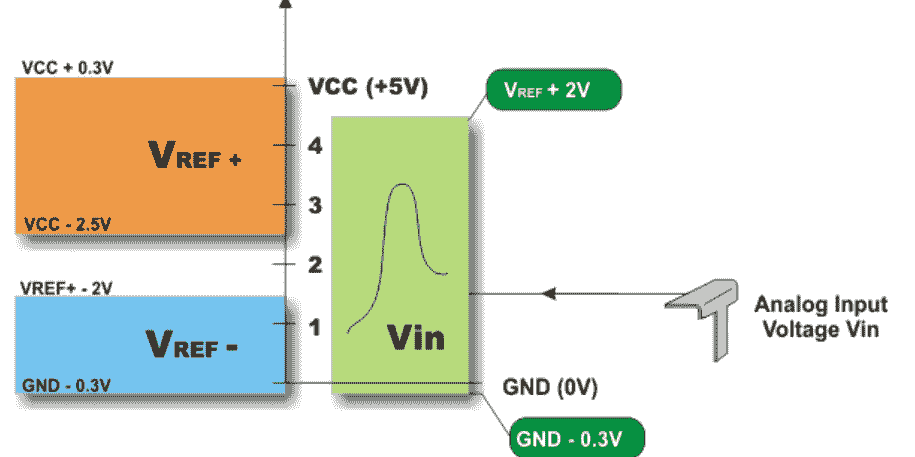 VCC + 0.3V
VCC (+5V)
VREF + 2V
4
VREF +
3
VCC - 2.5V
2
VREF+ - 2V
Analog Input
Voltage Vin
1
VREF -
Vin
GND - 0.3V
GND (0V)
GND - 0.3V